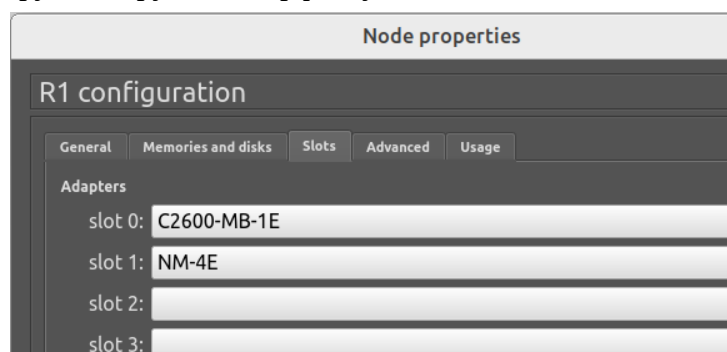 Node properties
R1 configuration
General Memories and disks Slots Advanced Usage
Adapters
slot 0: C2600-MB-1E
slot 1: NM-4E
slot 2:
slot 3: